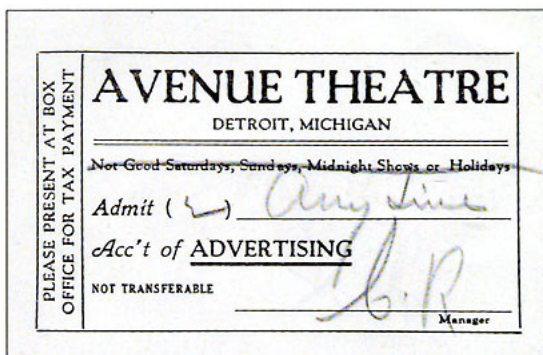 PLEASE PRESENT AT BOX
OFFICE FOR TAX PAYMENT
AVENUE THEATRE
DETROIT, MICHIGAN
Not Good Saturdays, Sundays, Midnight Shows or Holidays
Admit ( ) Any Time
Acc't of ADVERTISING
NOT TRANSFERABLE
C. R
Manager